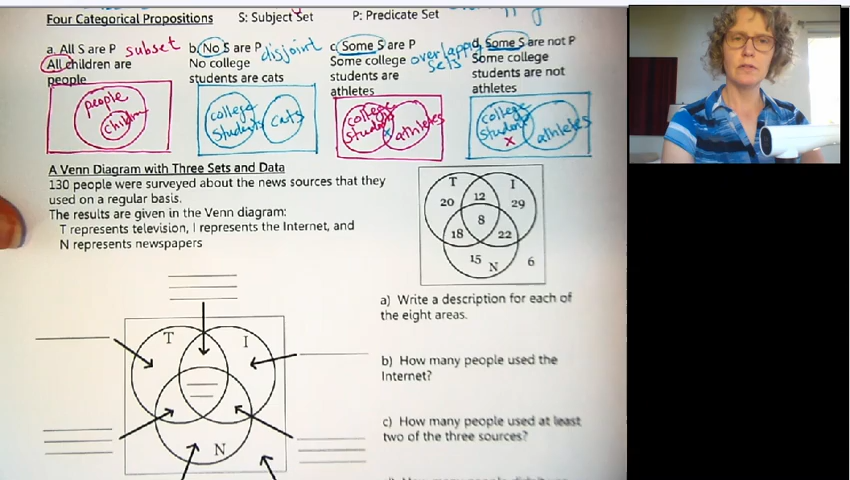 Four Categorical Propositions S: Subject Set P: Predicate Set
a. All S are P subset
All children are
people
people
children
b. No S are P disjoint
No college
students are cats
college
students
cats
c. Some S are P overlapping
sets
Some college
students are
athletes
college
students
x
athletes
d. Some S are not P
Some college
students are not
athletes
college
students
x
athletes
A Venn Diagram with Three Sets and Data
130 people were surveyed about the news sources that they
used on a regular basis.
The results are given in the Venn diagram:
T represents television, I represents the Internet, and
N represents newspapers
T I
20 12 29
8
18 22
15 N 6
a) Write a description for each of
the eight areas.
T I
N
b) How many people used the
Internet?
c) How many people used at least
two of the three sources?